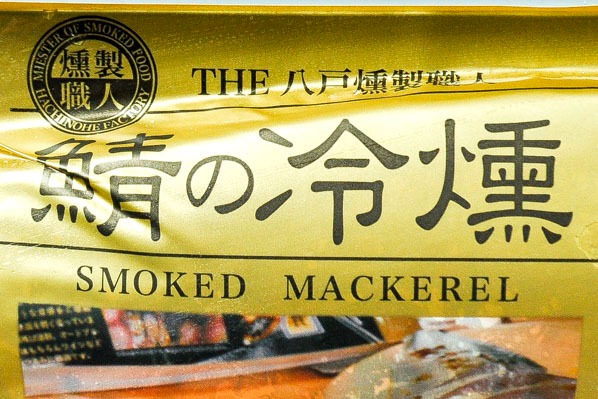 MIESTER OF SMOKED FOOD
燻製
職人
HACHINOHE FACTORY
THE 八戸燻製職人
鯖の冷燻
SMOKED MACKEREL